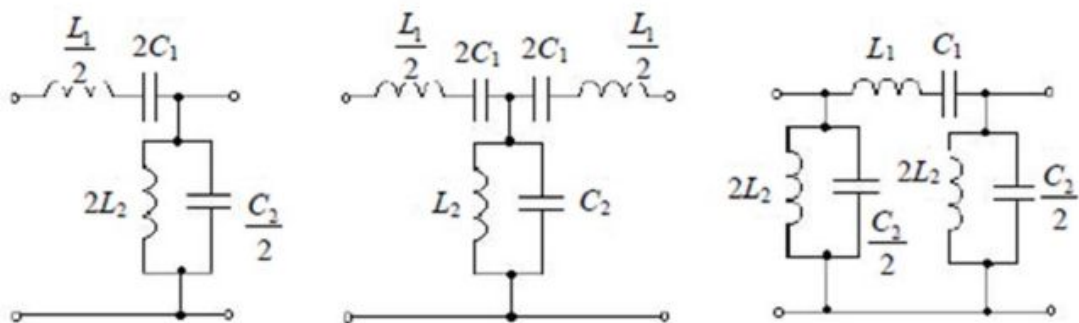 L₁/2 2C₁
2L₂ C₂/2
L₁/2 2C₁ 2C₁ L₁/2
L₂ C₂
L₁ C₁
2L₂ C₂/2 2L₂ C₂/2